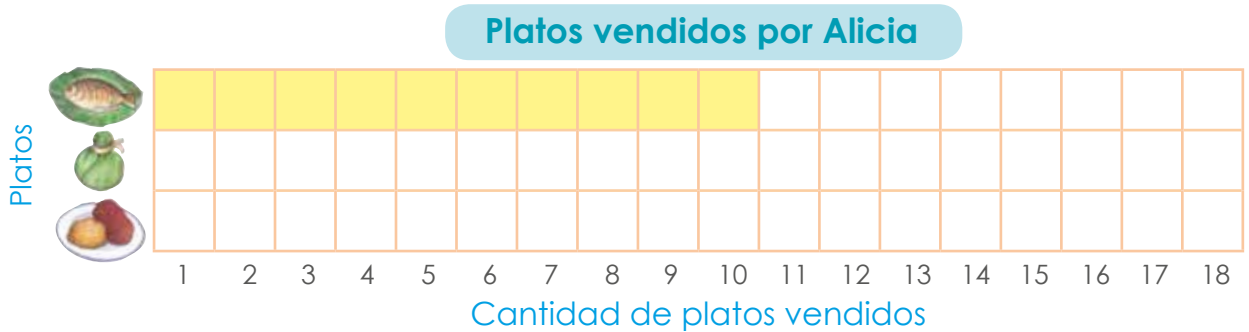 Platos vendidos por Alicia
Platos
1 2 3 4 5 6 7 8 9 10 11 12 13 14 15 16 17 18
Cantidad de platos vendidos